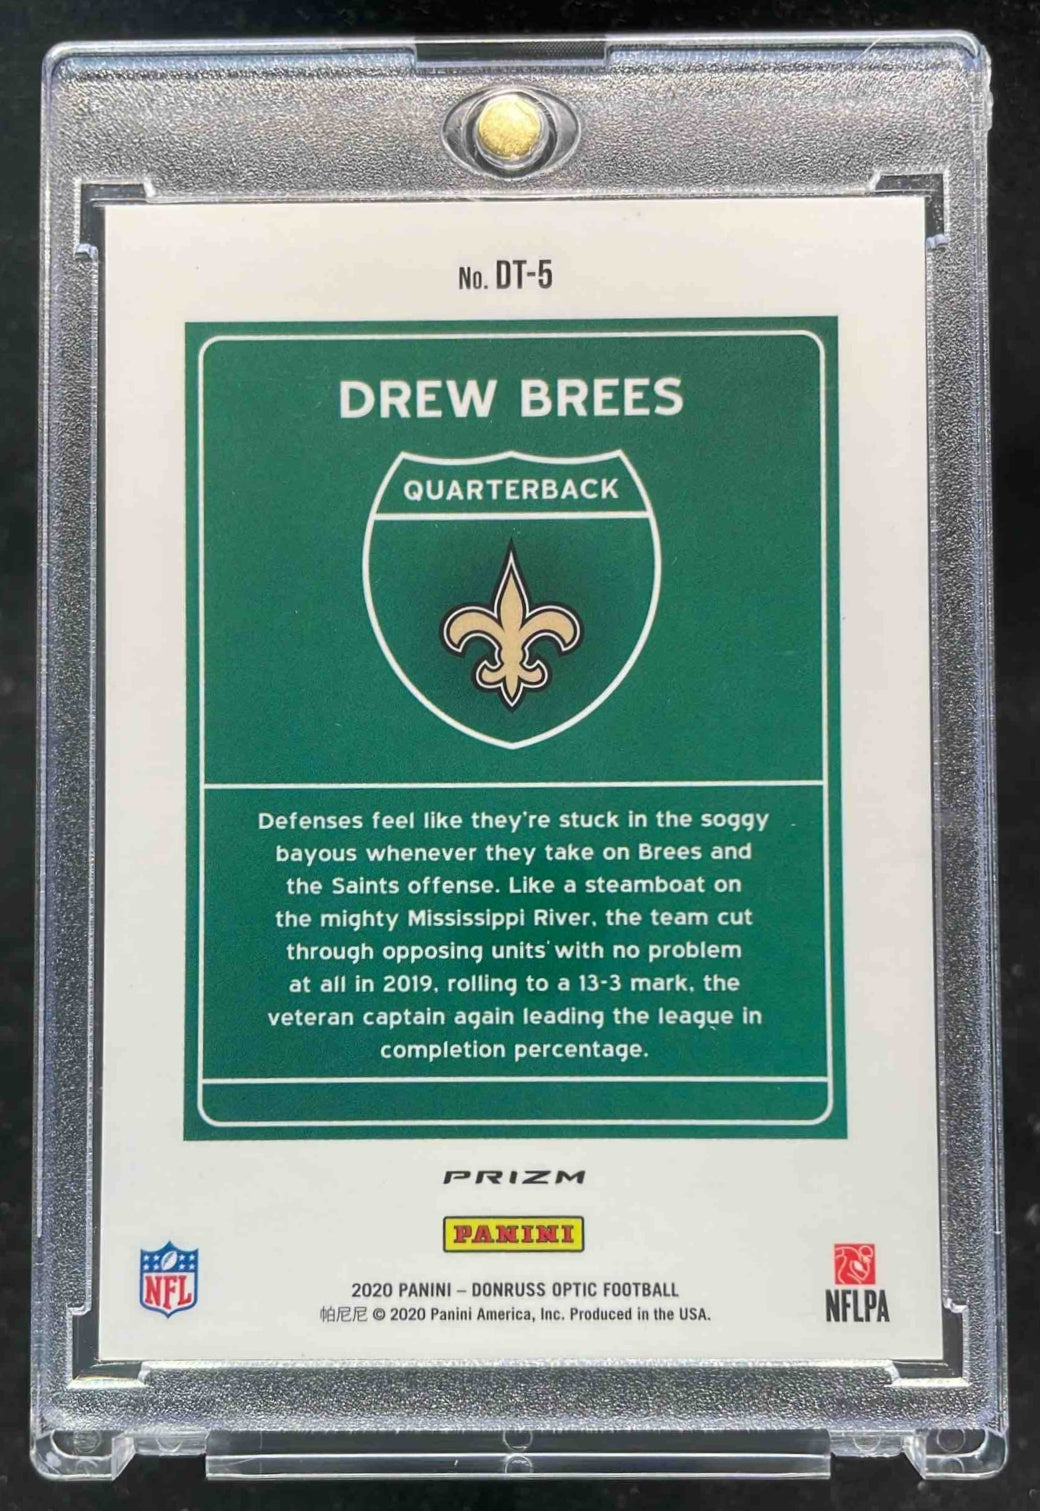 No. DT-5
DREW BREES
QUARTERBACK
Defenses feel like they're stuck in the soggy
bayous whenever they take on Brees and
the Saints offense. Like a steamboat on
the mighty Mississippi River, the team cut
through opposing units with no problem
at all in 2019, rolling to a 13-3 mark, the
veteran captain again leading the league in
completion percentage.
PRIZM
PANINI
NFL
2020 PANINI – DONRUSS OPTIC FOOTBALL
帕尼尼 © 2020 Panini America, Inc. Produced in the USA.
NFLPA